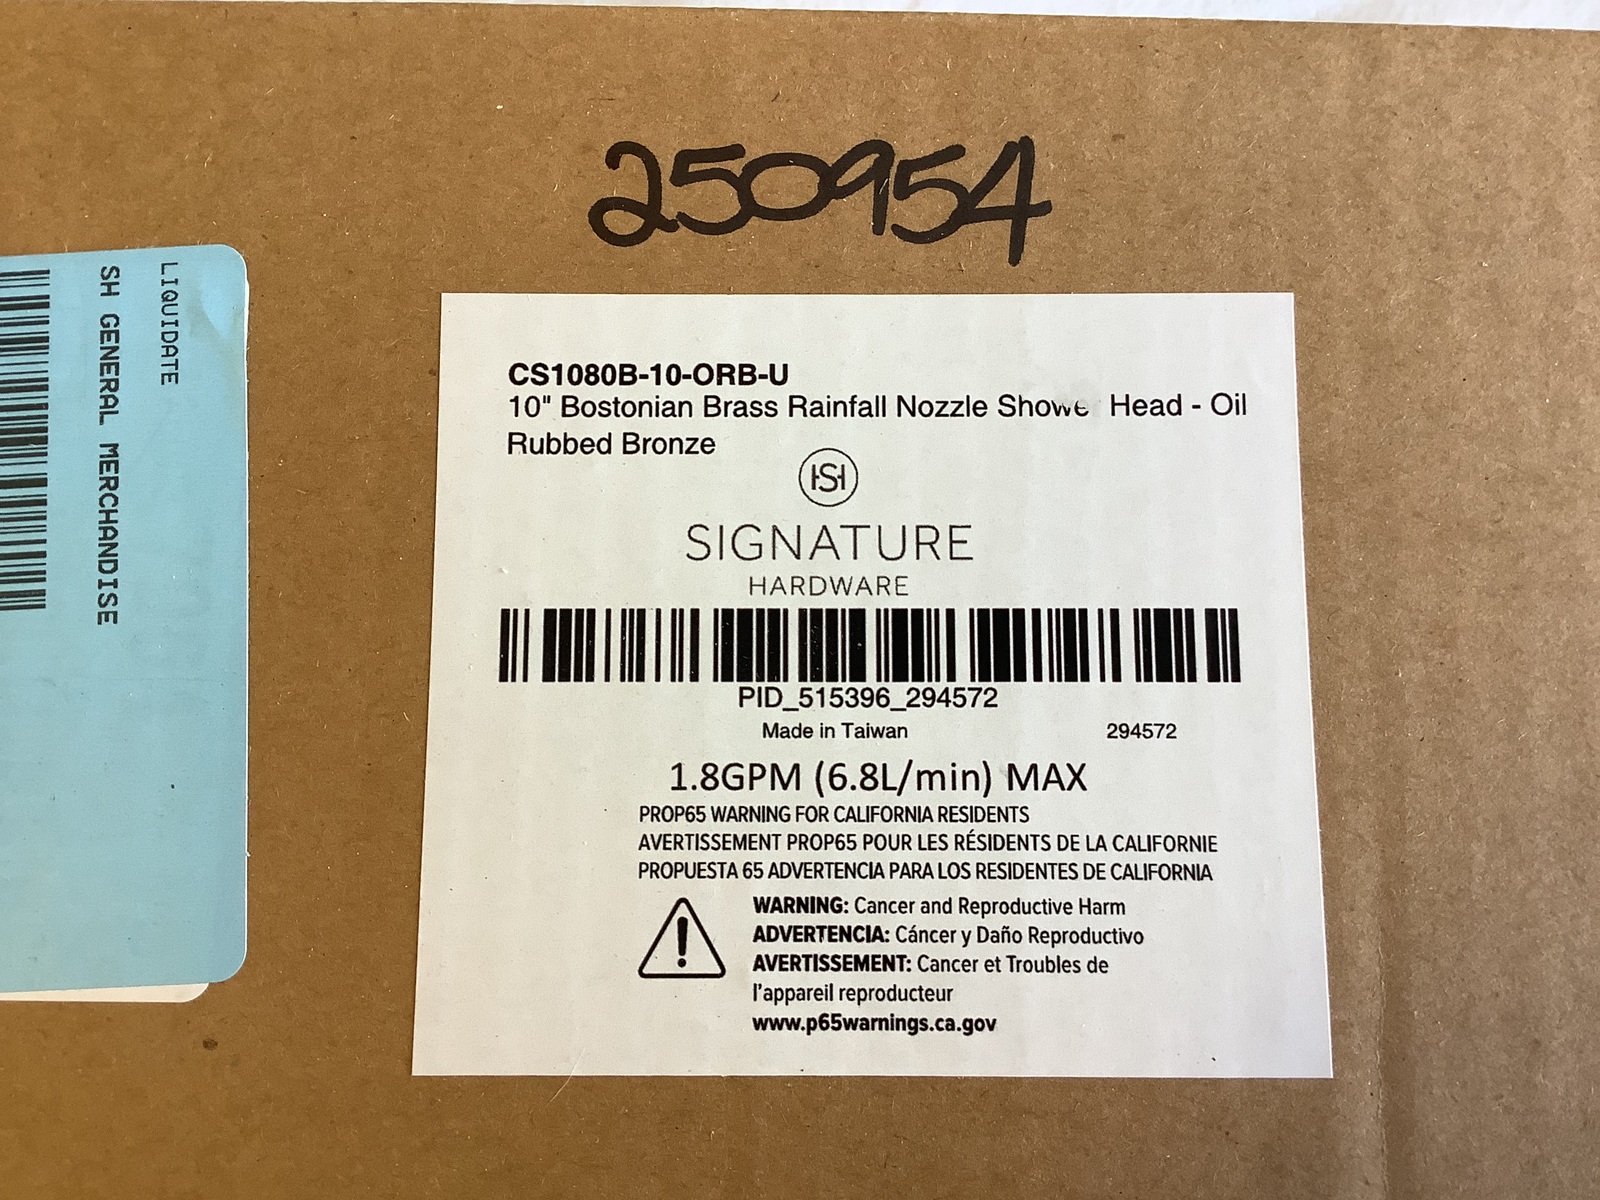 250954
LIQUIDATE
SH GENERAL MERCHANDISE
CS1080B-10-ORB-U
10" Bostonian Brass Rainfall Nozzle Shower Head - Oil
Rubbed Bronze
HS
SIGNATURE
HARDWARE
PID_515396_294572
Made in Taiwan 294572
1.8GPM (6.8L/min) MAX
PROP65 WARNING FOR CALIFORNIA RESIDENTS
AVERTISSEMENT PROP65 POUR LES RÉSIDENTS DE LA CALIFORNIE
PROPUESTA 65 ADVERTENCIA PARA LOS RESIDENTES DE CALIFORNIA
WARNING: Cancer and Reproductive Harm
ADVERTENCIA: Cáncer y Daño Reproductivo
AVERTISSEMENT: Cancer et Troubles de
l'appareil reproducteur
www.p65warnings.ca.gov